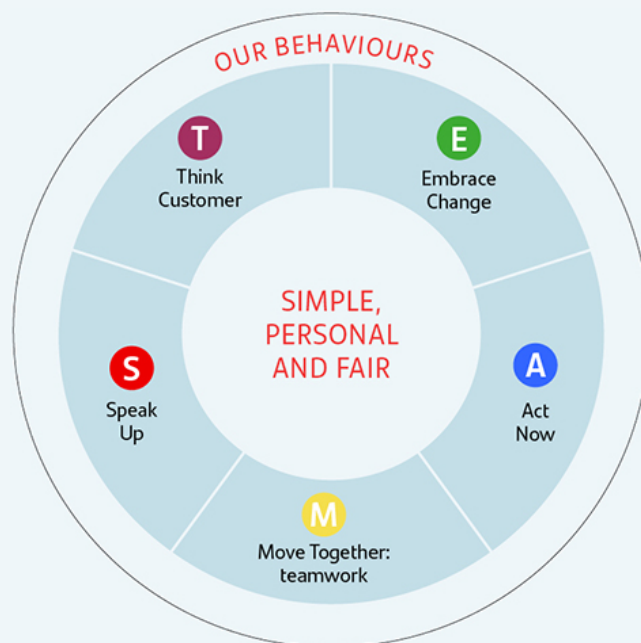 OUR BEHAVIOURS
T
Think
Customer
E
Embrace
Change
A
Act
Now
M
Move Together:
teamwork
S
Speak
Up
SIMPLE,
PERSONAL
AND FAIR